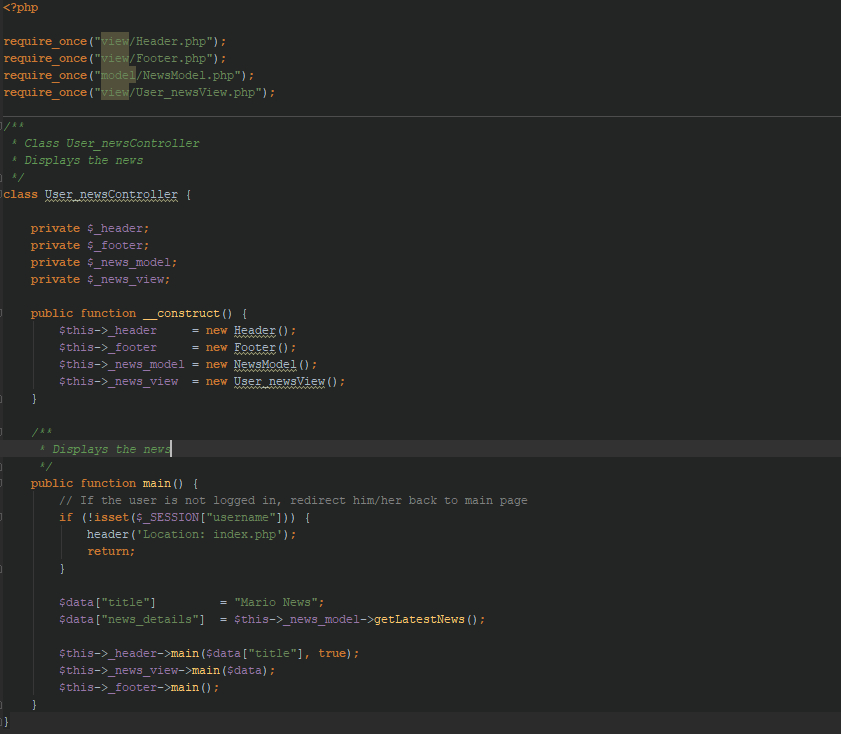 <?php
require_once("view/Header.php");
require_once("view/Footer.php");
require_once("model/NewsModel.php");
require_once("view/User_newsView.php");
/**
 * Class User_newsController
 * Displays the news
 */
class User_newsController {
    private $_header;
    private $_footer;
    private $_news_model;
    private $_news_view;
    public function __construct() {
        $this->_header     = new Header();
        $this->_footer     = new Footer();
        $this->_news_model = new NewsModel();
        $this->_news_view  = new User_newsView();
    }
    /**
     * Displays the news
     */
    public function main() {
        // If the user is not logged in, redirect him/her back to main page
        if (!isset($_SESSION["username"])) {
            header('Location: index.php');
            return;
        }
        $data["title"]         = "Mario News";
        $data["news_details"]  = $this->_news_model->getLatestNews();
        $this->_header->main($data["title"], true);
        $this->_news_view->main($data);
        $this->_footer->main();
    }
}